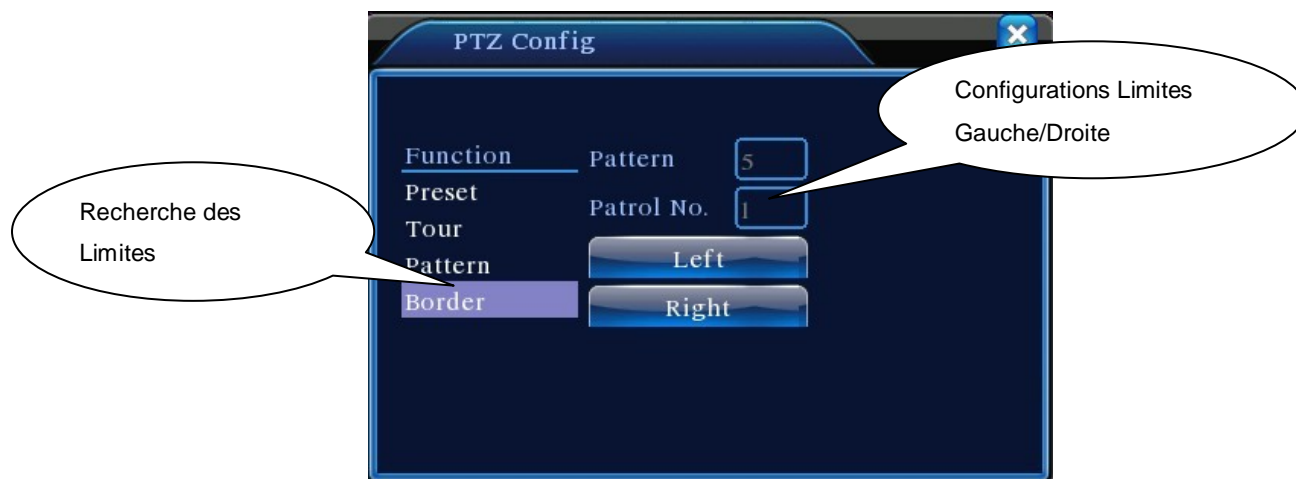 PTZ Config
Configurations Limites
Gauche/Droite
Function
Preset
Tour
Pattern
Border
Pattern 5
Patrol No. 1
Left
Right
Recherche des
Limites